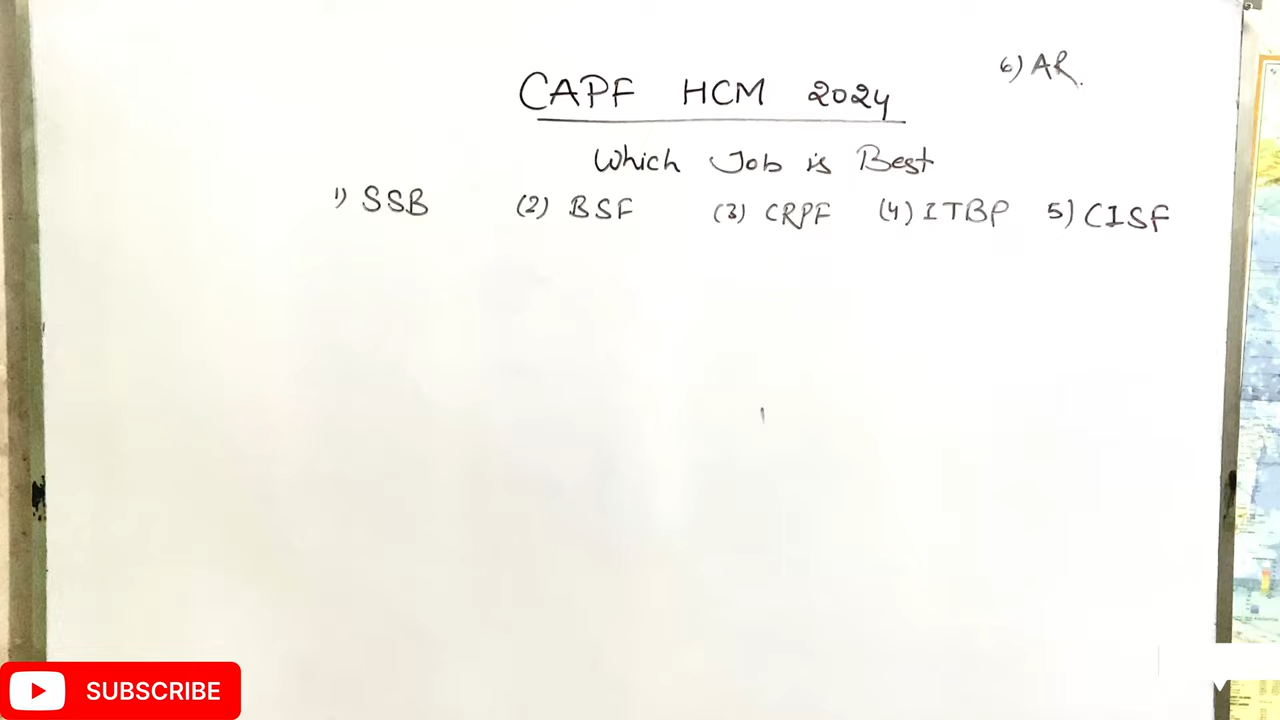 6) AR.
CAPF HCM 2024
Which Job is Best
1) SSB (2) BSF (3) CRPF (4) ITBP 5) CISF
SUBSCRIBE